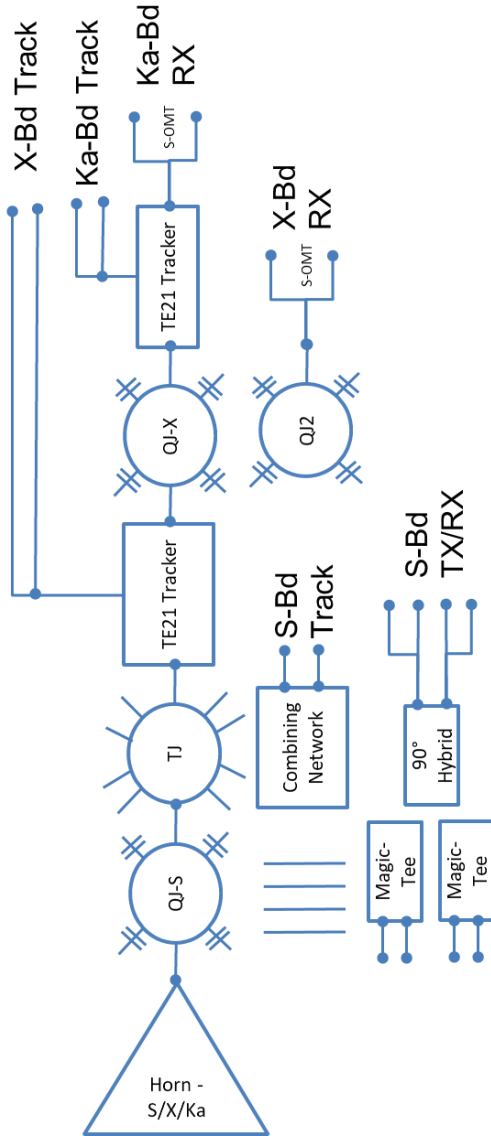 X-Bd Track
Ka-Bd Track
Ka-Bd
RX
S-OMT
TE21 Tracker
QJ-X
TE21 Tracker
TJ
QJ-S
Horn -
S/X/Ka
X-Bd
RX
S-OMT
QJ2
S-Bd
Track
Combining
Network
S-Bd
TX/RX
90°
Hybrid
Magic-
Tee
Magic-
Tee